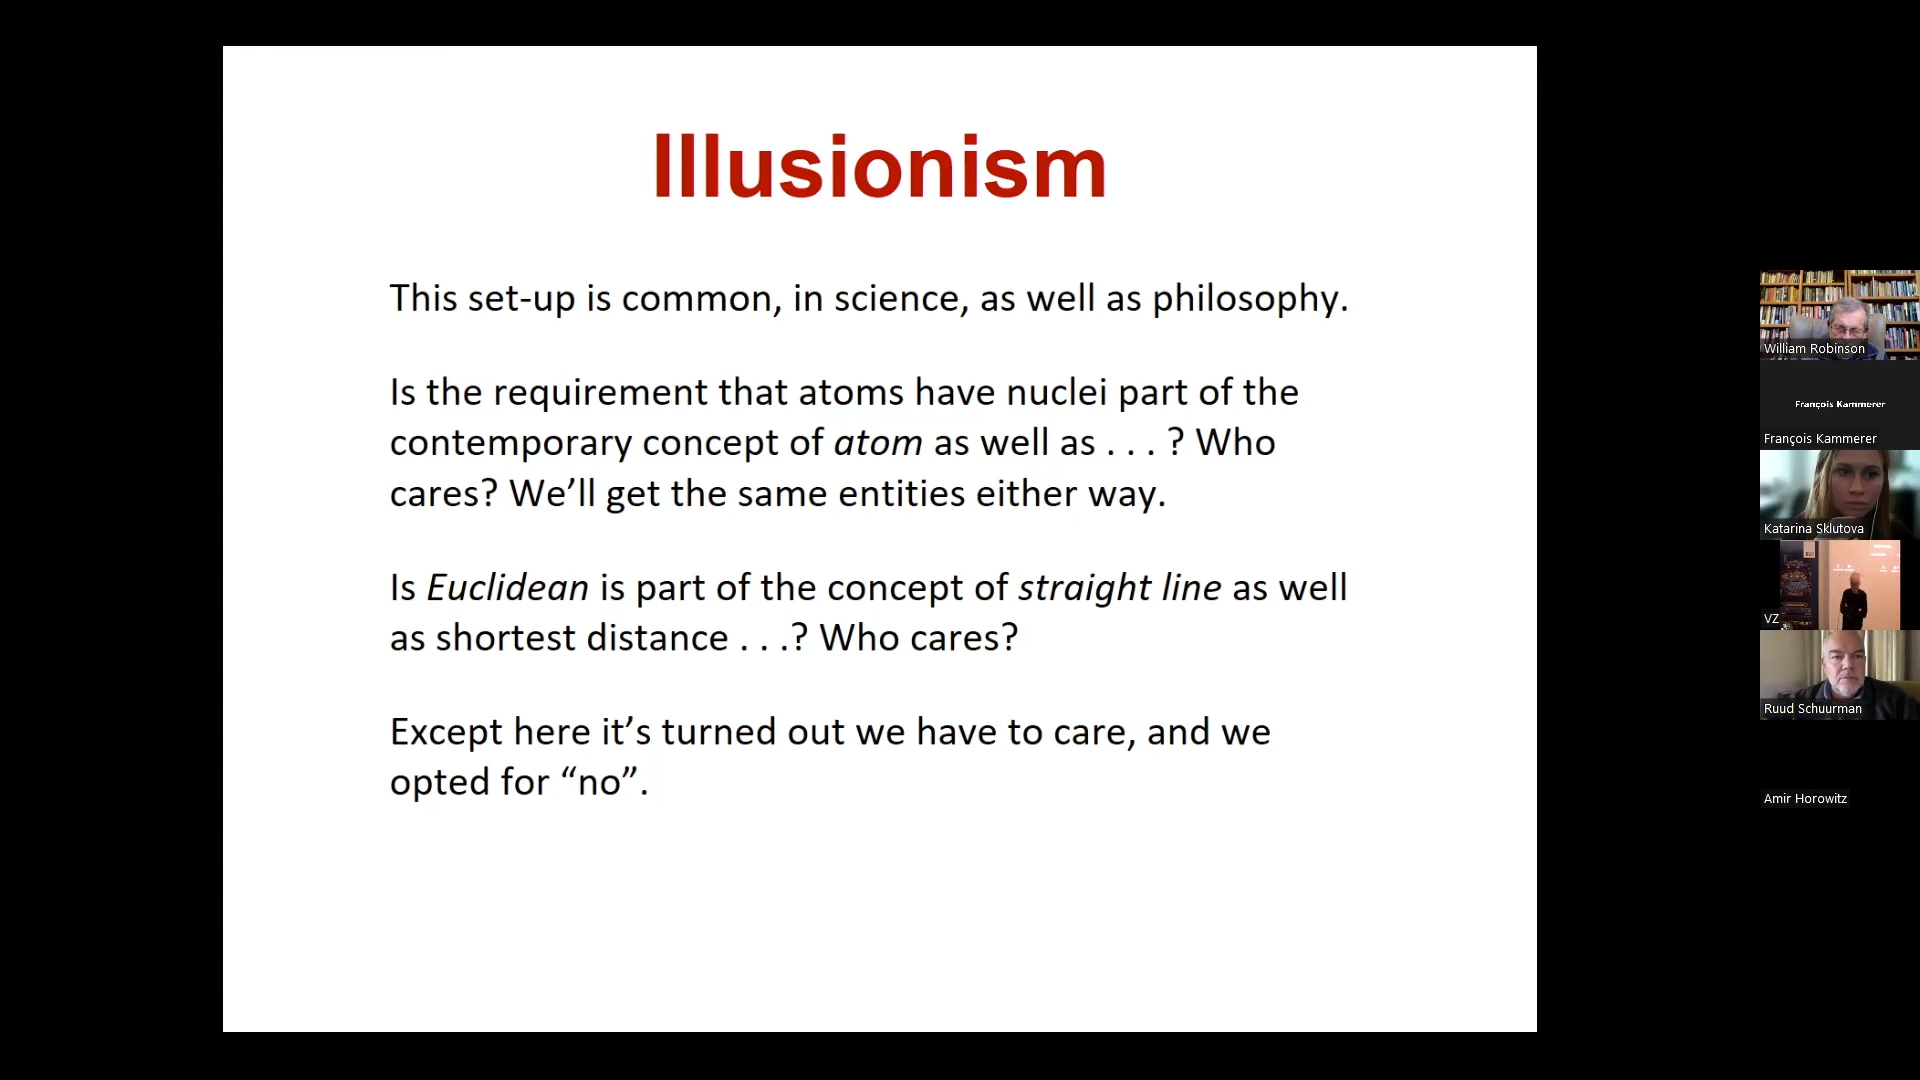 Illusionism
This set-up is common, in science, as well as philosophy.
Is the requirement that atoms have nuclei part of the
contemporary concept of atom as well as . . . ? Who
cares? We’ll get the same entities either way.
Is Euclidean is part of the concept of straight line as well
as shortest distance . . .? Who cares?
Except here it’s turned out we have to care, and we
opted for “no”.
William Robinson
François Kammerer
François Kammerer
Katarina Sklutova
VZ
Ruud Schuurman
Amir Horowitz